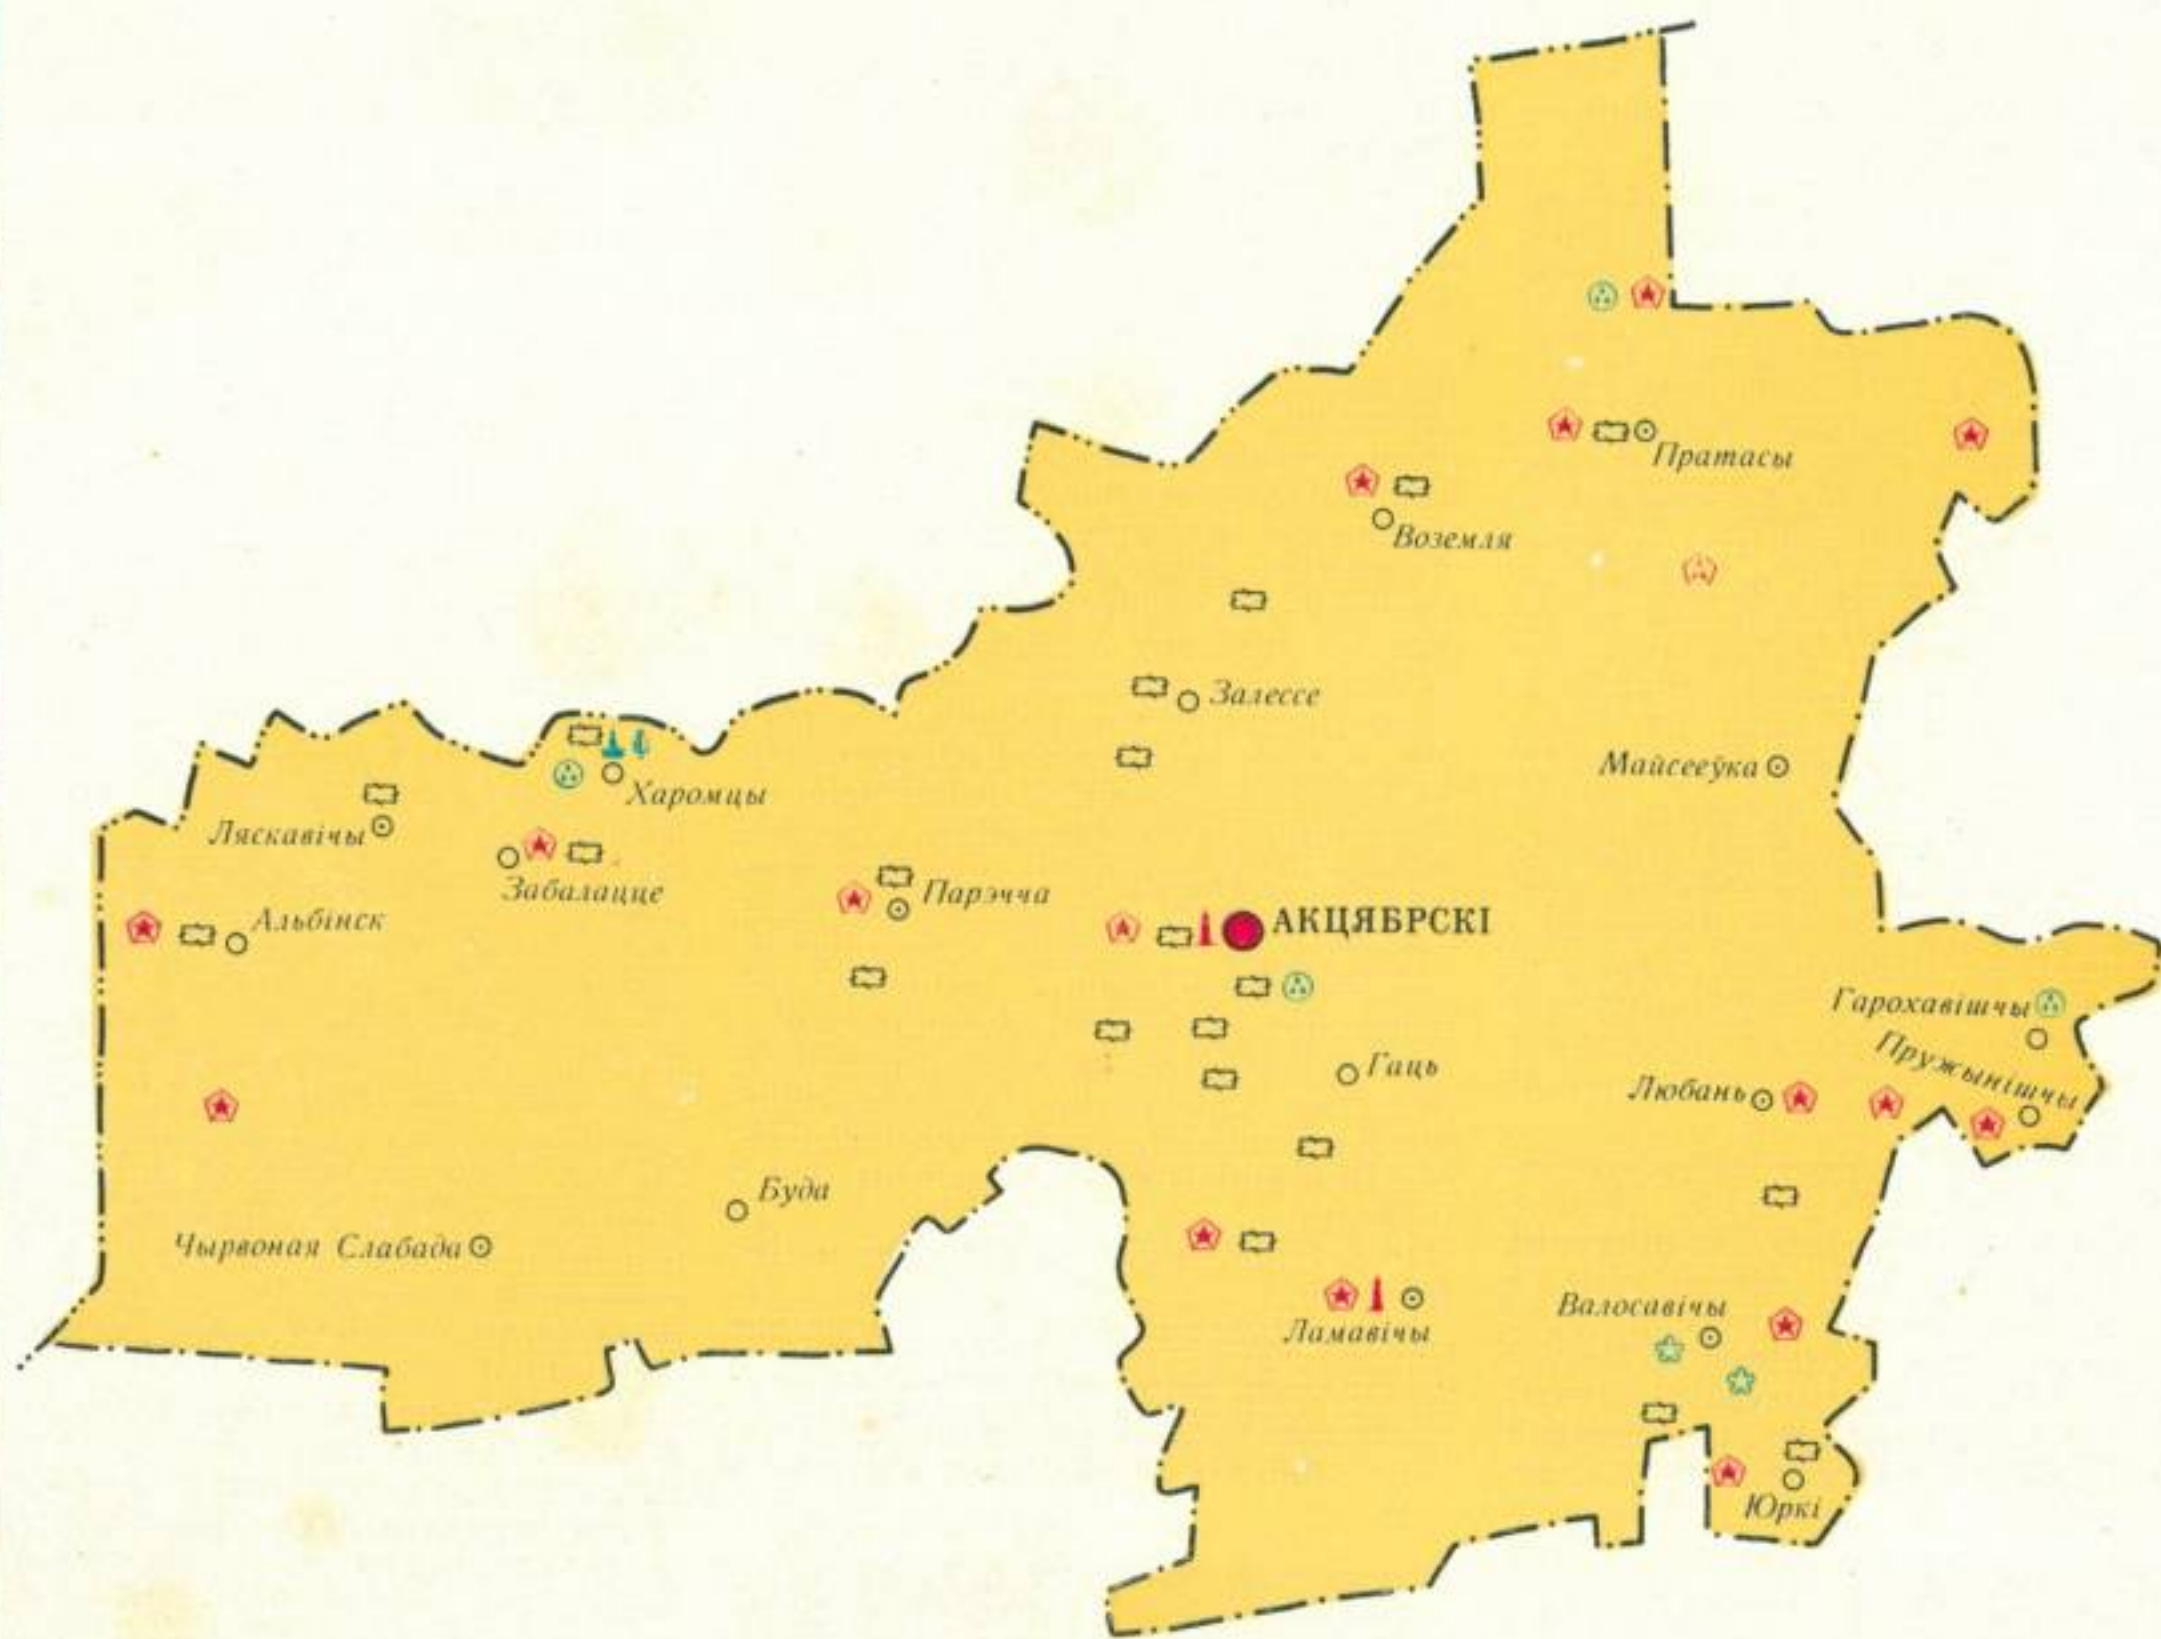 Пратасы
Воземля
Залессе
Майсееўка
Харомцы
Ляскавічы
Забалацце
Парэчча
Альбінск
АКЦЯБРСКІ
Гарохавішчы
Пружынішчы
Гаць
Любань
Буда
Чырвоная Слабада
Валосавічы
Ламавічы
Юркі